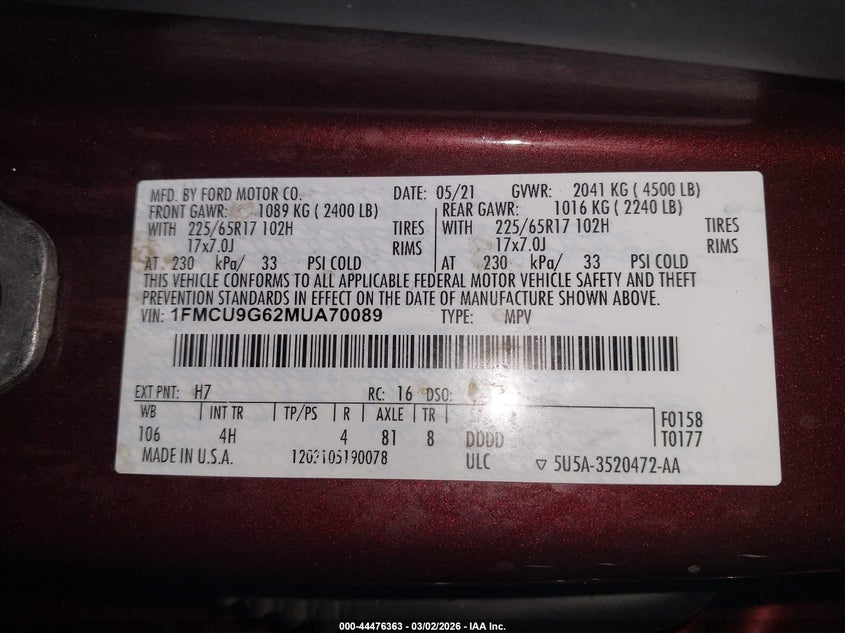 MFD. BY FORD MOTOR CO. DATE: 05/21 GVWR: 2041 KG ( 4500 LB)
FRONT GAWR: 1089 KG ( 2400 LB) REAR GAWR: 1016 KG ( 2240 LB)
WITH 225/65R17 102H TIRES WITH 225/65R17 102H TIRES
17x7.0J RIMS 17x7.0J RIMS
AT 230 kPa/ 33 PSI COLD AT 230 kPa/ 33 PSI COLD
THIS VEHICLE CONFORMS TO ALL APPLICABLE FEDERAL MOTOR VEHICLE SAFETY AND THEFT
PREVENTION STANDARDS IN EFFECT ON THE DATE OF MANUFACTURE SHOWN ABOVE.
VIN: 1FMCU9G62MUA70089 TYPE: MPV
EXT PNT: H7 RC: 16 DSO:
WB INT TR TP/PS R AXLE TR F0158
106 4H 4 81 8 DDDD T0177
MADE IN U.S.A. ULC 5U5A-3520472-AA
000-44476363 - 03/02/2026 - IAA Inc.